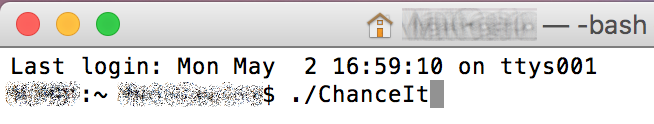 — -bash
Last login: Mon May  2 16:59:10 on ttys001
:~ $ ./ChanceIt